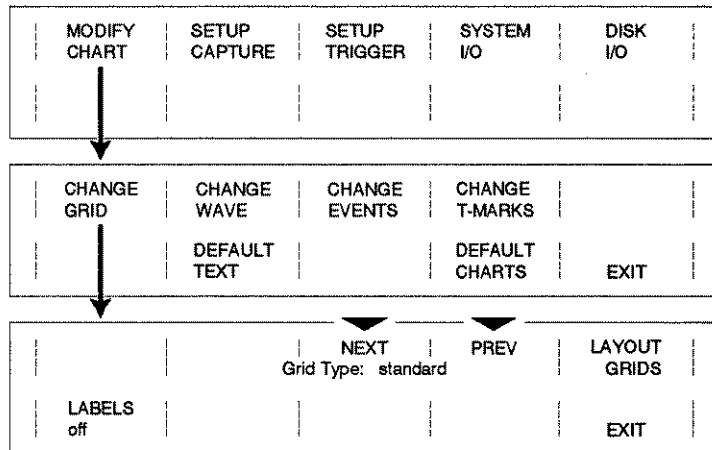 MODIFY SETUP SETUP SYSTEM DISK
CHART CAPTURE TRIGGER I/O I/O
CHANGE CHANGE CHANGE CHANGE
GRID WAVE EVENTS T-MARKS
DEFAULT DEFAULT
TEXT CHARTS EXIT
NEXT PREV LAYOUT
Grid Type: standard GRIDS
LABELS
off EXIT